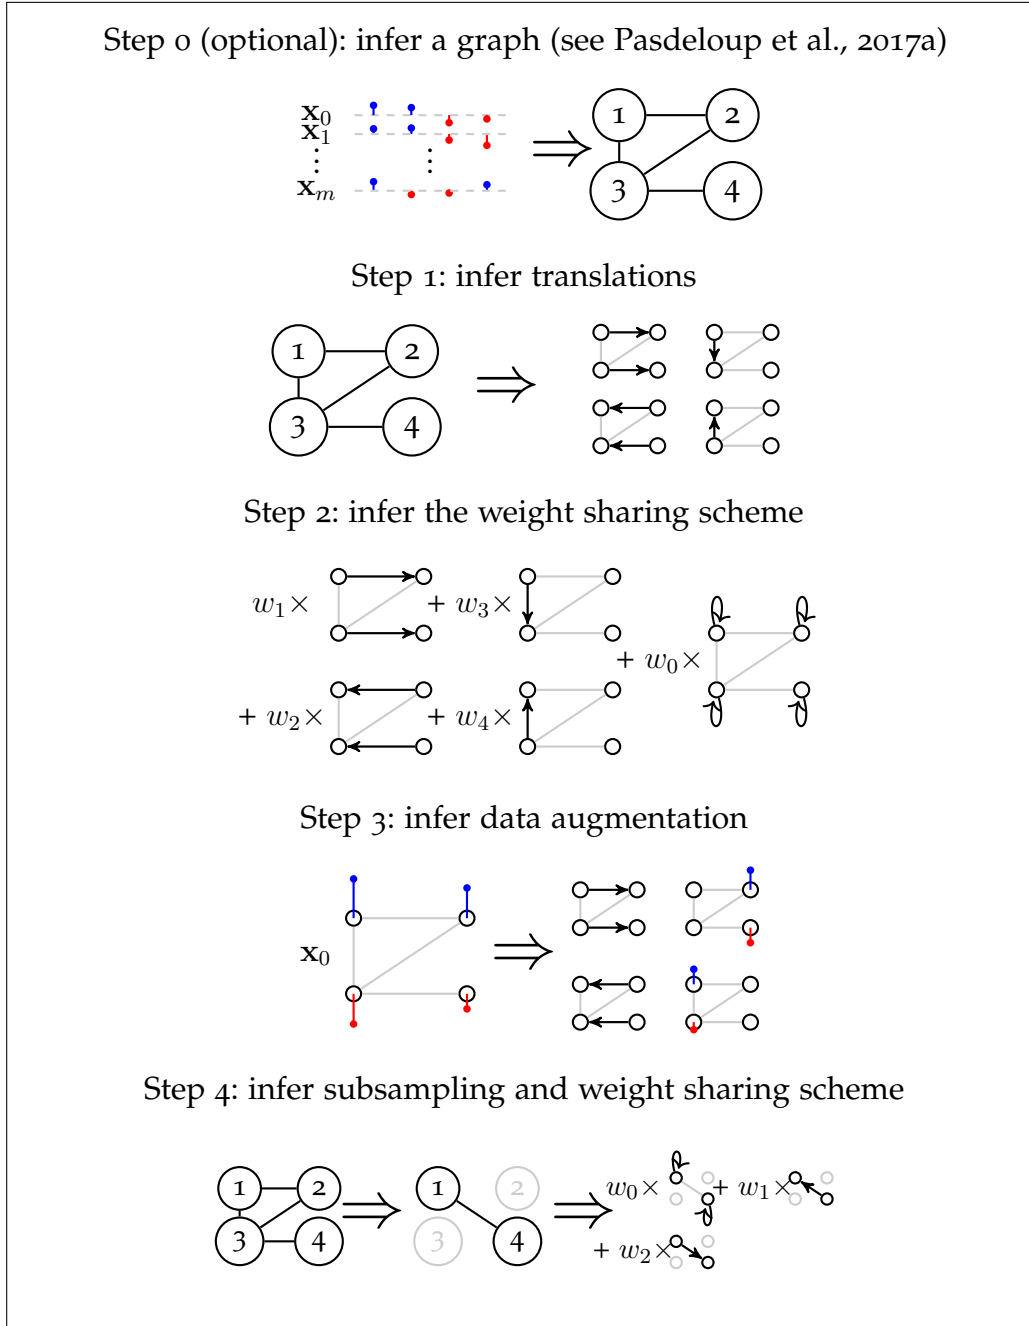 Step 0 (optional): infer a graph (see Pasdeloup et al., 2017a)
x₀
x₁
⋮ ⋮
xₘ
1 2
3 4
Step 1: infer translations
1 2
3 4
Step 2: infer the weight sharing scheme
w₁× + w₃×
+ w₀×
+ w₂× + w₄×
Step 3: infer data augmentation
x₀
Step 4: infer subsampling and weight sharing scheme
1 2 1 2 w₀× + w₁×
3 4 3 4
+ w₂×